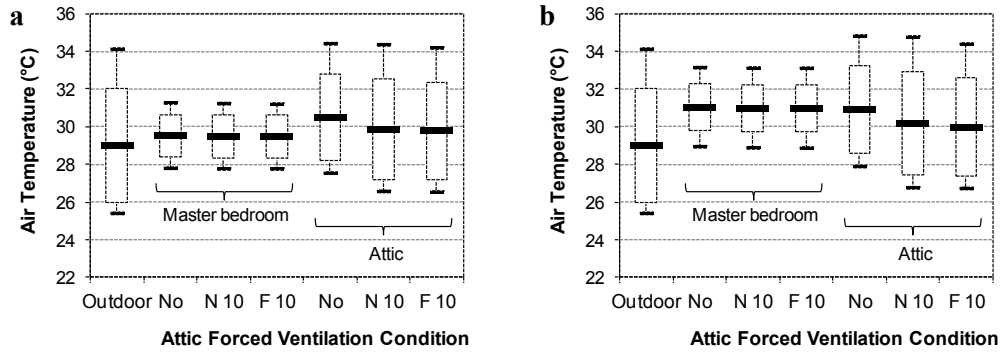 a
36
34
32
30
28
26
24
22
Air Temperature (°C)
Master bedroom
Attic
Outdoor No N 10 F 10 No N 10 F 10
Attic Forced Ventilation Condition
b
36
34
32
30
28
26
24
22
Air Temperature (°C)
Master bedroom
Attic
Outdoor No N 10 F 10 No N 10 F 10
Attic Forced Ventilation Condition